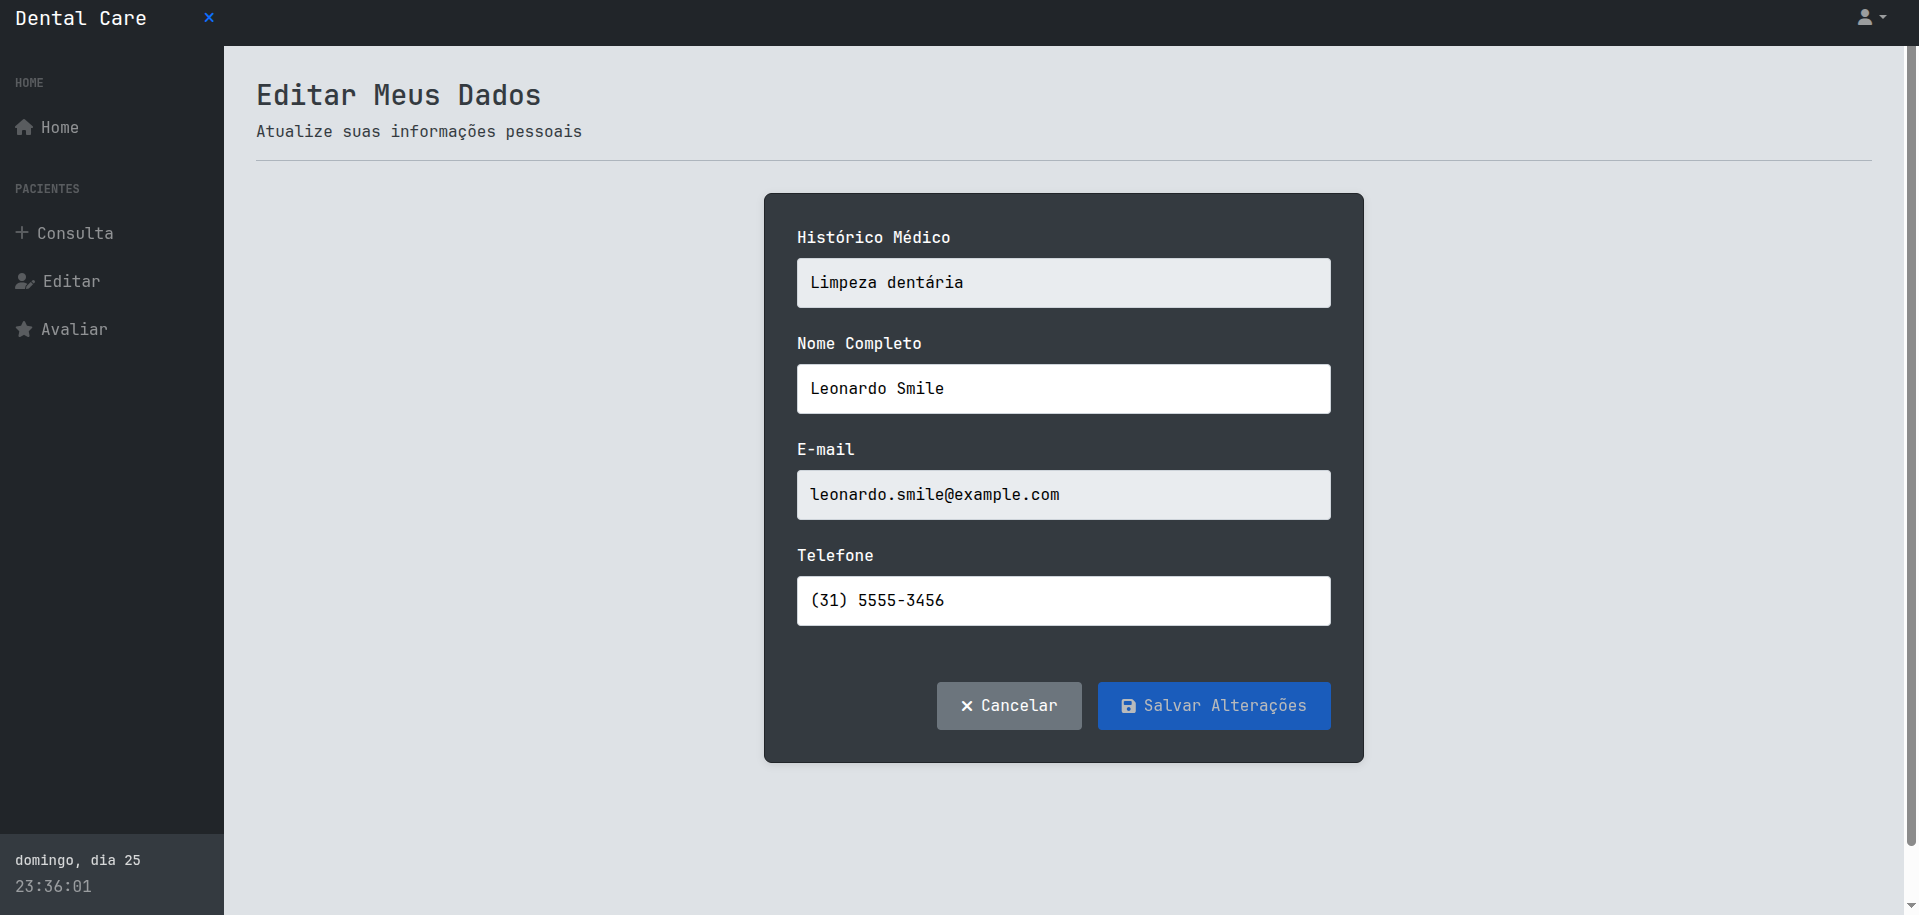 Dental Care
HOME
Home
PACIENTES
Consulta
Editar
Avaliar
domingo, dia 25
23:36:01
Editar Meus Dados
Atualize suas informações pessoais
Histórico Médico
Limpeza dentária
Nome Completo
Leonardo Smile
E-mail
leonardo.smile@example.com
Telefone
(31) 5555-3456
Cancelar
Salvar Alterações